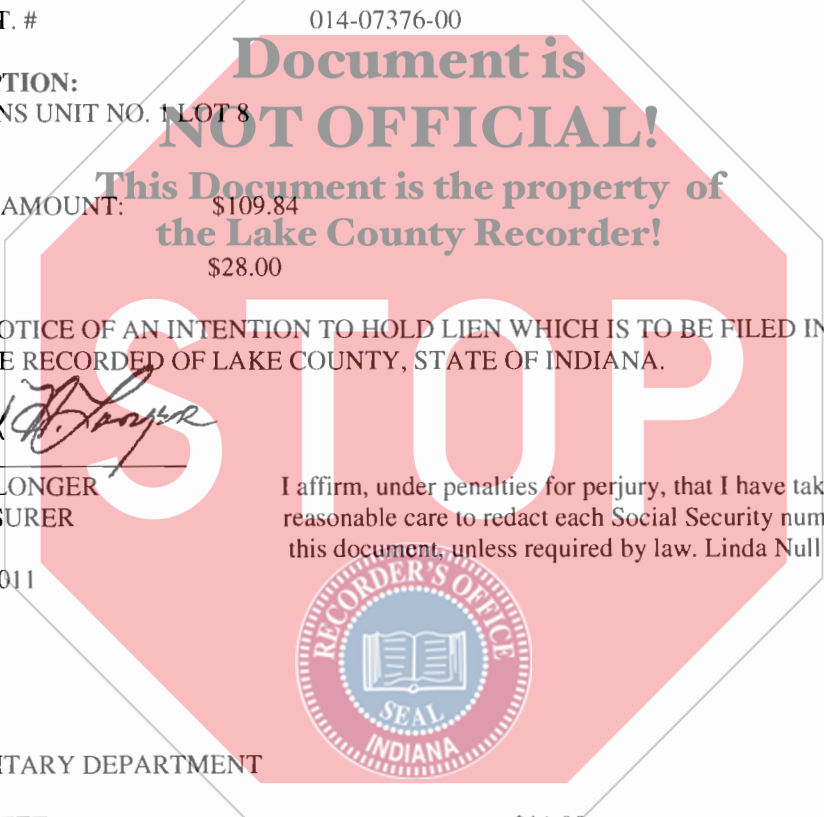 T. # 014-07376-00
Document is
PTION:
NS UNIT NO. 1 LOT 8
NOT OFFICIAL!
This Document is the property of
AMOUNT: $109.84
the Lake County Recorder!
$28.00
STOP
OTICE OF AN INTENTION TO HOLD LIEN WHICH IS TO BE FILED IN
E RECORDED OF LAKE COUNTY, STATE OF INDIANA.
LONGER I affirm, under penalties for perjury, that I have tak
SURER reasonable care to redact each Social Security num
this document, unless required by law. Linda Null
011
RECORDER'S OFFICE
SEAL
INDIANA
ITARY DEPARTMENT